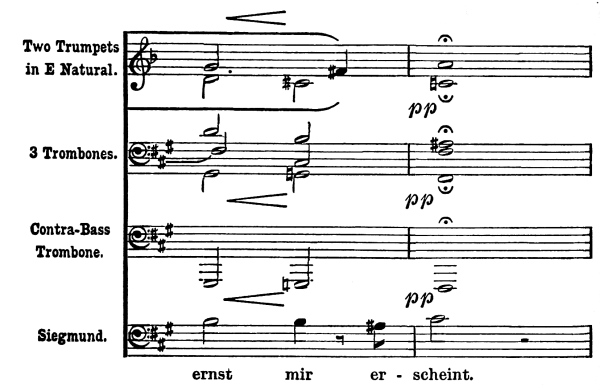 Two Trumpets
in E Natural.
pp
3 Trombones.
pp
Contra-Bass
Trombone.
pp
Siegmund.
ernst mir er - scheint.